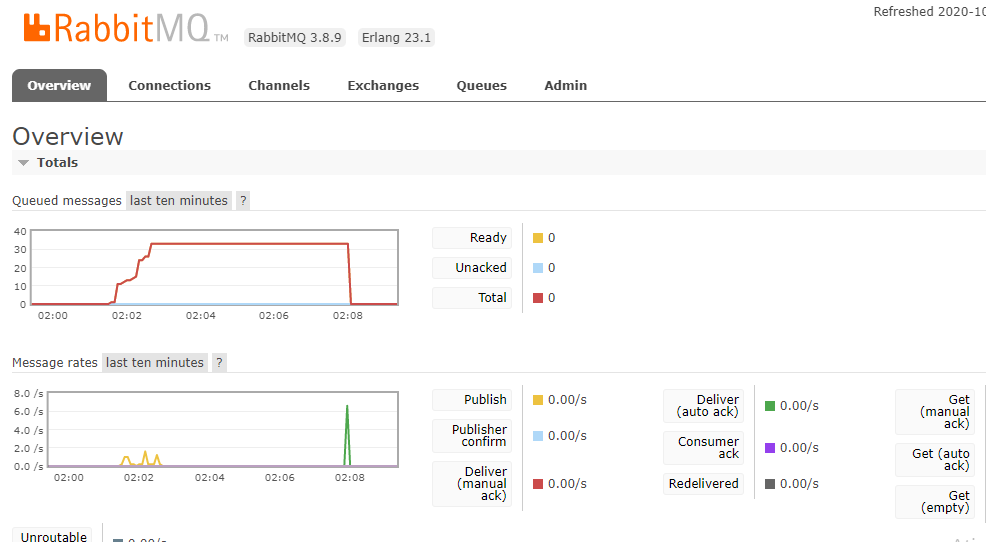 Refreshed 2020-10
RabbitMQ TM RabbitMQ 3.8.9 Erlang 23.1
Overview Connections Channels Exchanges Queues Admin
Overview
Totals
Queued messages last ten minutes ?
40
30
20
10
0
02:00 02:02 02:04 02:06 02:08
Ready 0
Unacked 0
Total 0
Message rates last ten minutes ?
8.0 /s
6.0 /s
4.0 /s
2.0 /s
0.0 /s
02:00 02:02 02:04 02:06 02:08
Publish 0.00/s
Publisher
confirm 0.00/s
Deliver
(manual
ack) 0.00/s
Deliver
(auto ack) 0.00/s
Consumer
ack 0.00/s
Redelivered 0.00/s
Get
(manual
ack)
Get (auto
ack)
Get
(empty)
Unroutable 0.00/s